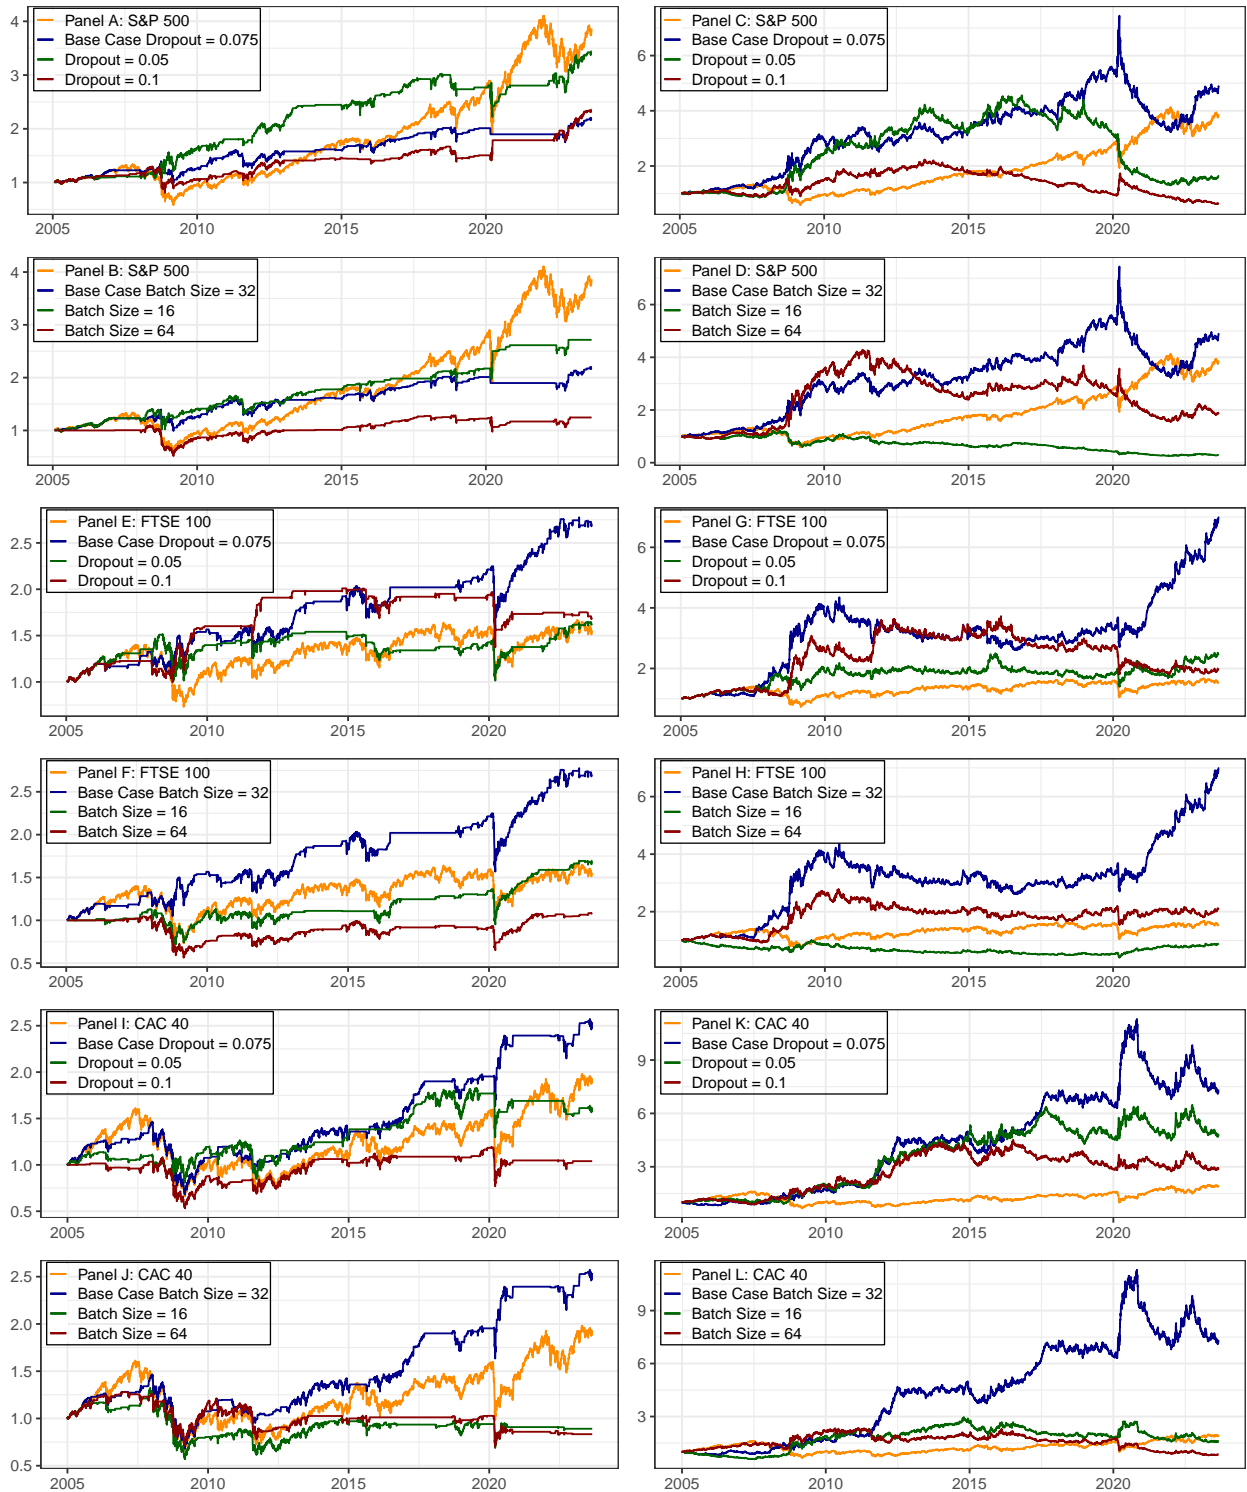 Panel A: S&P 500
Base Case Dropout = 0.075
Dropout = 0.05
Dropout = 0.1
4
3
2
1
2005
2010
2015
2020
Panel C: S&P 500
Base Case Dropout = 0.075
Dropout = 0.05
Dropout = 0.1
6
4
2
2005
2010
2015
2020
Panel B: S&P 500
Base Case Batch Size = 32
Batch Size = 16
Batch Size = 64
4
3
2
1
2005
2010
2015
2020
Panel D: S&P 500
Base Case Batch Size = 32
Batch Size = 16
Batch Size = 64
6
4
2
0
2005
2010
2015
2020
Panel E: FTSE 100
Base Case Dropout = 0.075
Dropout = 0.05
Dropout = 0.1
2.5
2.0
1.5
1.0
2005
2010
2015
2020
Panel G: FTSE 100
Base Case Dropout = 0.075
Dropout = 0.05
Dropout = 0.1
6
4
2
2005
2010
2015
2020
Panel F: FTSE 100
Base Case Batch Size = 32
Batch Size = 16
Batch Size = 64
2.5
2.0
1.5
1.0
0.5
2005
2010
2015
2020
Panel H: FTSE 100
Base Case Batch Size = 32
Batch Size = 16
Batch Size = 64
6
4
2
2005
2010
2015
2020
Panel I: CAC 40
Base Case Dropout = 0.075
Dropout = 0.05
Dropout = 0.1
2.5
2.0
1.5
1.0
0.5
2005
2010
2015
2020
Panel K: CAC 40
Base Case Dropout = 0.075
Dropout = 0.05
Dropout = 0.1
9
6
3
2005
2010
2015
2020
Panel J: CAC 40
Base Case Batch Size = 32
Batch Size = 16
Batch Size = 64
2.5
2.0
1.5
1.0
0.5
2005
2010
2015
2020
Panel L: CAC 40
Base Case Batch Size = 32
Batch Size = 16
Batch Size = 64
9
6
3
2005
2010
2015
2020